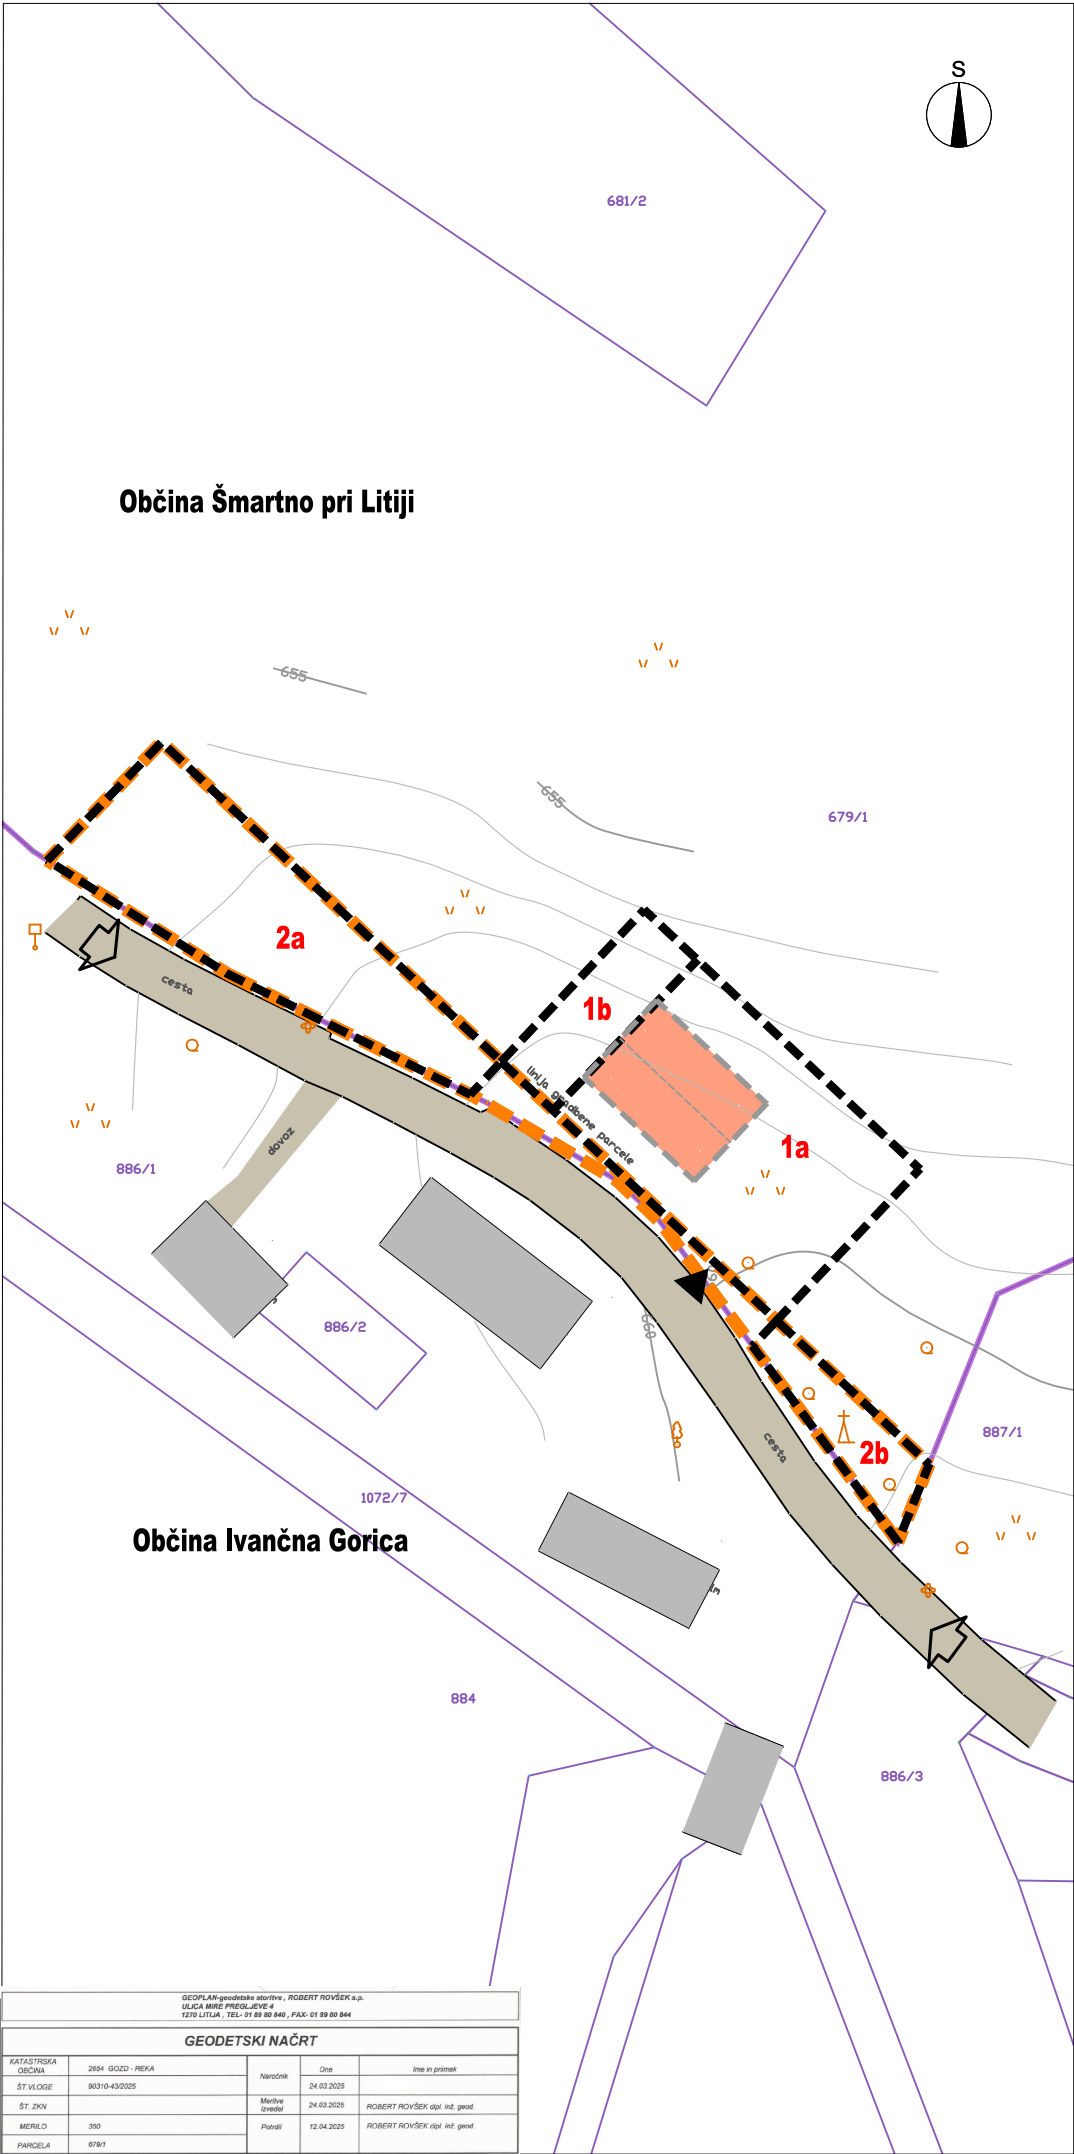 S
681/2
Občina Šmartno pri Litiji
655
655
679/1
2a
1b
cesta
linija gradbene parcele
1a
dovoz
886/1
660
886/2
cesta
887/1
2b
1072/7
Občina Ivančna Gorica
884
886/3
GEOPLAN-geodetske storitve , ROBERT ROVŠEK s.p.
ULICA MIRE PREGLJEVE 4
1270 LITIJA , TEL- 01 89 80 840 , FAX- 01 89 80 844
GEODETSKI NAČRT
KATASTRSKA OBČINA 2654 GOZD - REKA
Naročnik Dne Ime in priimek
ŠT.VLOGE 90310-43/2025 24.03.2025
ŠT. ZKN Meritve izvedel 24.03.2025 ROBERT ROVŠEK dipl. inž. geod.
MERILO 350 Potrdil 12.04.2025 ROBERT ROVŠEK dipl. inž. geod.
PARCELA 679/1